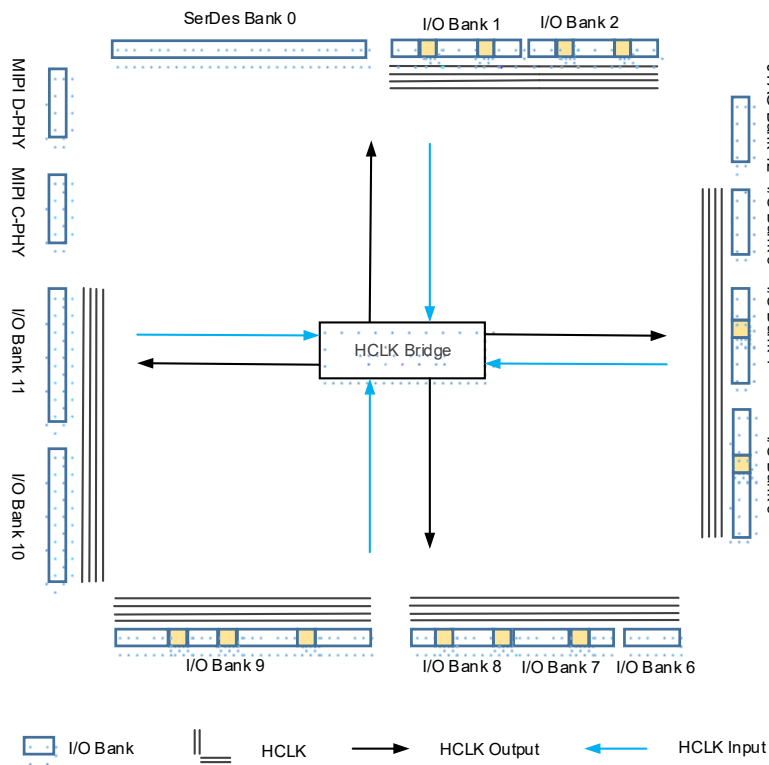 SerDes Bank 0
I/O Bank 1
I/O Bank 2
MIPI D-PHY
MIPI C-PHY
HCLK Bridge
I/O Bank 11
I/O Bank 10
I/O Bank 9
I/O Bank 8
I/O Bank 7
I/O Bank 6
I/O Bank
HCLK
HCLK Output
HCLK Input